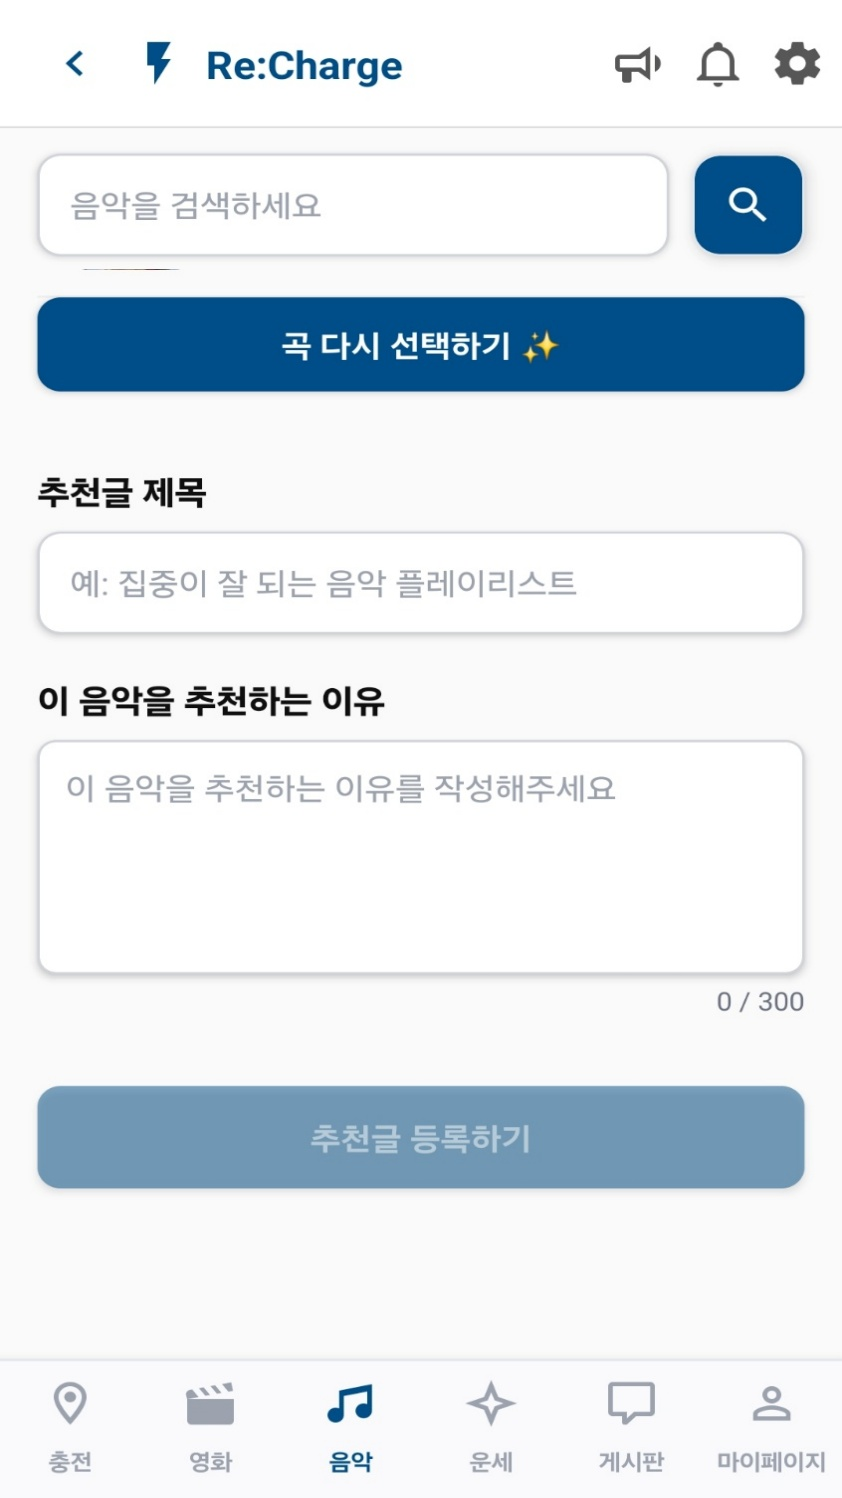 Re:Charge
음악을 검색하세요
곡 다시 선택하기 ✨
추천글 제목
예: 집중이 잘 되는 음악 플레이리스트
이 음악을 추천하는 이유
이 음악을 추천하는 이유를 작성해주세요
0 / 300
추천글 등록하기
충전 영화 음악 운세 게시판 마이페이지